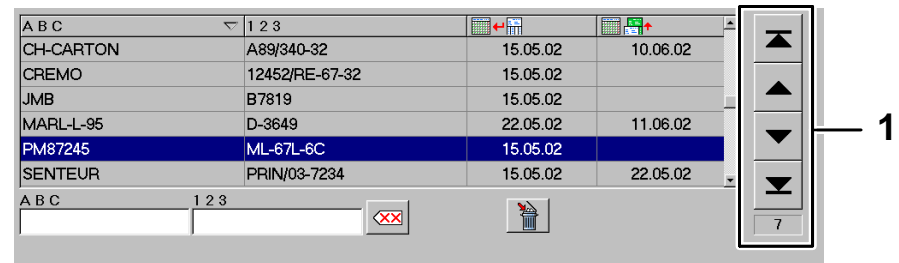 A B C 1 2 3
CH-CARTON A89/340-32 15.05.02 10.06.02
CREMO 12452/RE-67-32 15.05.02
JMB B7819 15.05.02
MARL-L-95 D-3649 22.05.02 11.06.02
PM87245 ML-67L-6C 15.05.02
SENTEUR PRIN/03-7234 15.05.02 22.05.02
A B C 1 2 3
XX
7
1